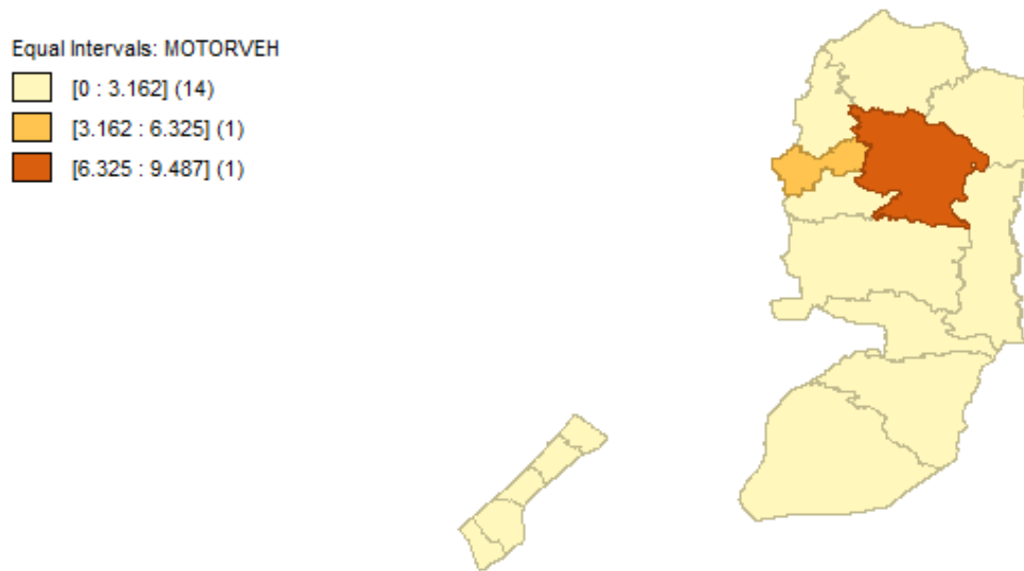 Equal Intervals: MOTORVEH
[0 : 3.162] (14)
[3.162 : 6.325] (1)
[6.325 : 9.487] (1)